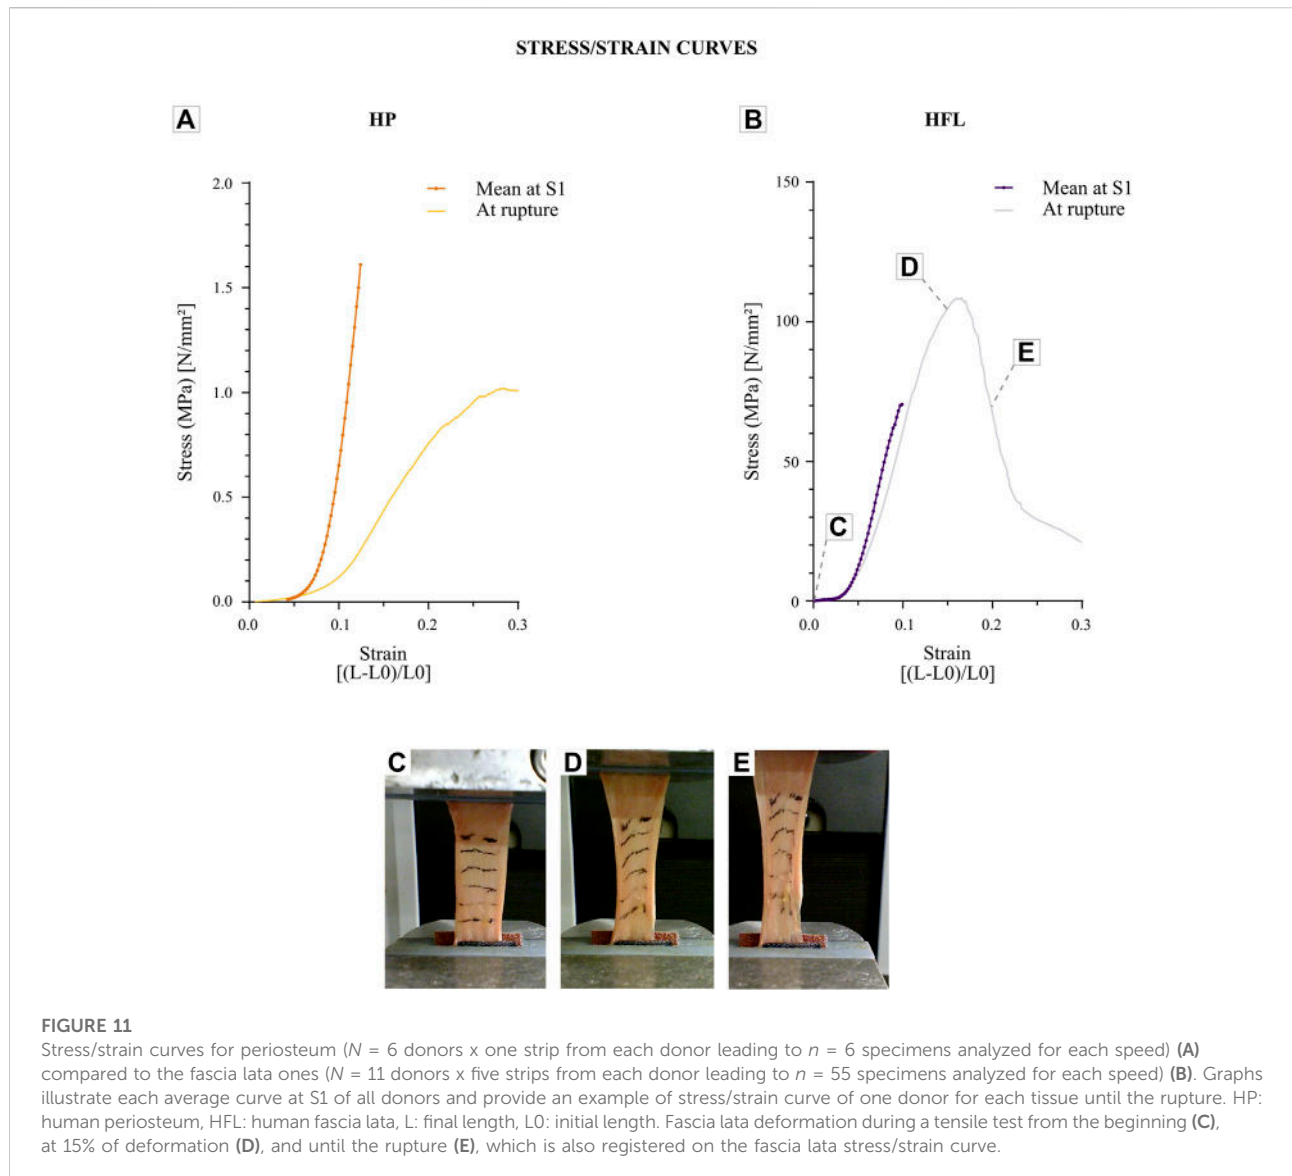 STRESS/STRAIN CURVES
A
HP
Mean at S1
At rupture
2.0
1.5
1.0
0.5
0.0
Stress (MPa) [N/mm²]
0.0 0.1 0.2 0.3
Strain
[(L-L0)/L0]
B
HFL
Mean at S1
At rupture
150
100
50
0
Stress (MPa) [N/mm²]
D
E
C
0.0 0.1 0.2 0.3
Strain
[(L-L0)/L0]
C D E
FIGURE 11
Stress/strain curves for periosteum (N = 6 donors x one strip from each donor leading to n = 6 specimens analyzed for each speed) (A)
compared to the fascia lata ones (N = 11 donors x five strips from each donor leading to n = 55 specimens analyzed for each speed) (B). Graphs
illustrate each average curve at S1 of all donors and provide an example of stress/strain curve of one donor for each tissue until the rupture. HP:
human periosteum, HFL: human fascia lata, L: final length, L0: initial length. Fascia lata deformation during a tensile test from the beginning (C),
at 15% of deformation (D), and until the rupture (E), which is also registered on the fascia lata stress/strain curve.